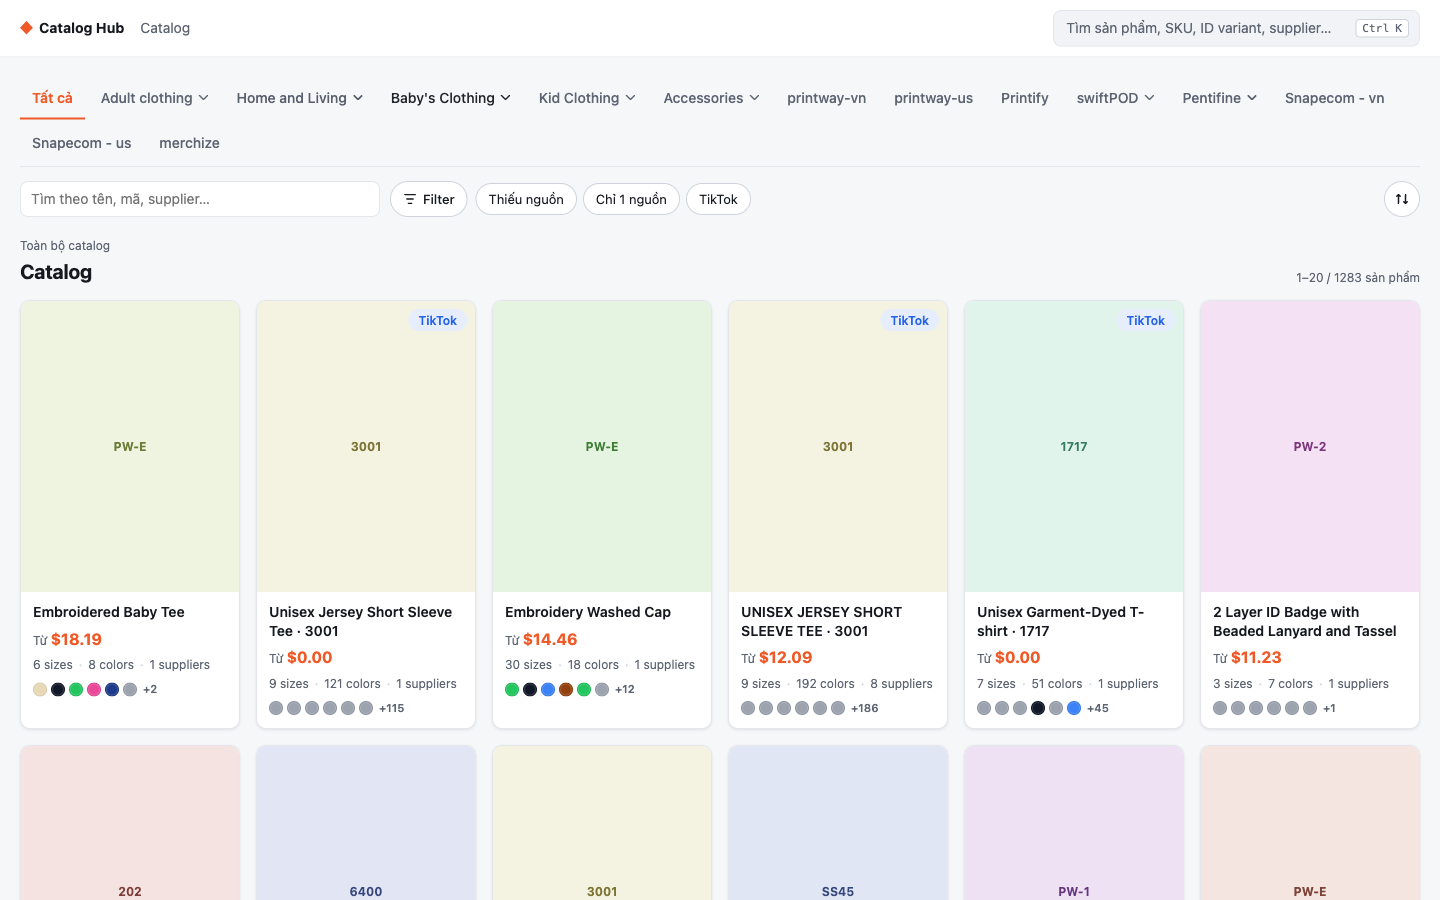 Catalog Hub
Catalog
Tìm sản phẩm, SKU, ID variant, supplier...
Ctrl K
Tất cả
Adult clothing
Home and Living
Baby's Clothing
Kid Clothing
Accessories
printway-vn
printway-us
Printify
swiftPOD
Pentifine
Snapecom - vn
Snapecom - us
merchize
Tìm theo tên, mã, supplier...
Filter
Thiếu nguồn
Chỉ 1 nguồn
TikTok
Toàn bộ catalog
Catalog
1–20 / 1283 sản phẩm
PW-E
Embroidered Baby Tee
Từ $18.19
6 sizes · 8 colors · 1 suppliers
+2
TikTok
3001
Unisex Jersey Short Sleeve
Tee · 3001
Từ $0.00
9 sizes · 121 colors · 1 suppliers
+115
PW-E
Embroidery Washed Cap
Từ $14.46
30 sizes · 18 colors · 1 suppliers
+12
TikTok
3001
UNISEX JERSEY SHORT
SLEEVE TEE · 3001
Từ $12.09
9 sizes · 192 colors · 8 suppliers
+186
TikTok
1717
Unisex Garment-Dyed T-
shirt · 1717
Từ $0.00
7 sizes · 51 colors · 1 suppliers
+45
PW-2
2 Layer ID Badge with
Beaded Lanyard and Tassel
Từ $11.23
3 sizes · 7 colors · 1 suppliers
+1
202
6400
3001
SS45
PW-1
PW-E